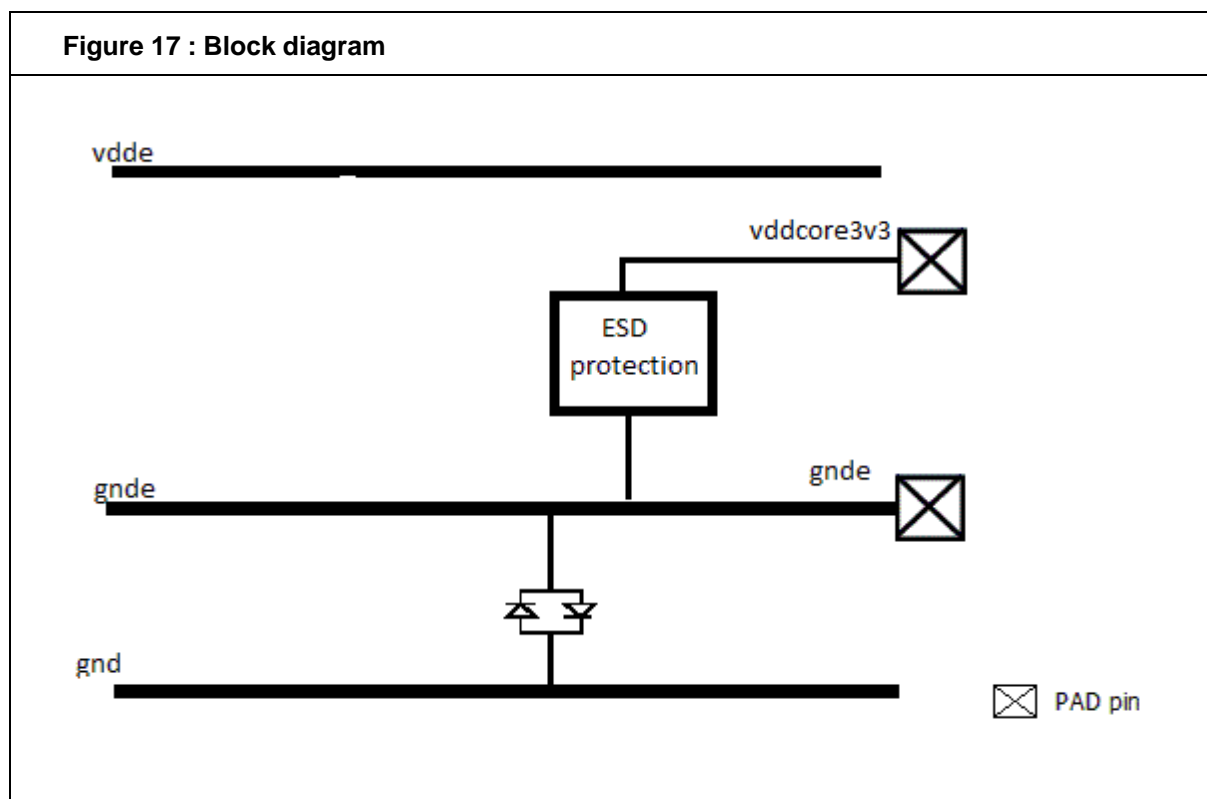 Figure 17 : Block diagram
vdde
vddcore3v3
ESD
protection
gnde
gnde
gnd
PAD pin